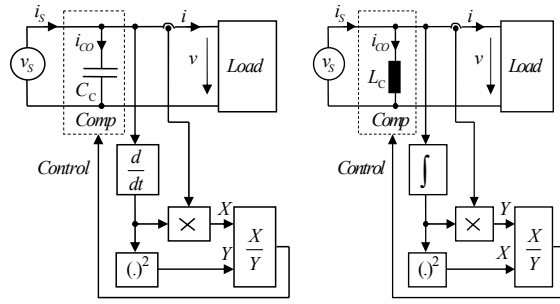 i_S i i_S i
i_CO i_CO
v_S v Load v_S v Load
C_C L_C
Comp Comp
Control d/dt Control ∫
X Y
× X/Y × X/Y
Y X
(.)² (.)²